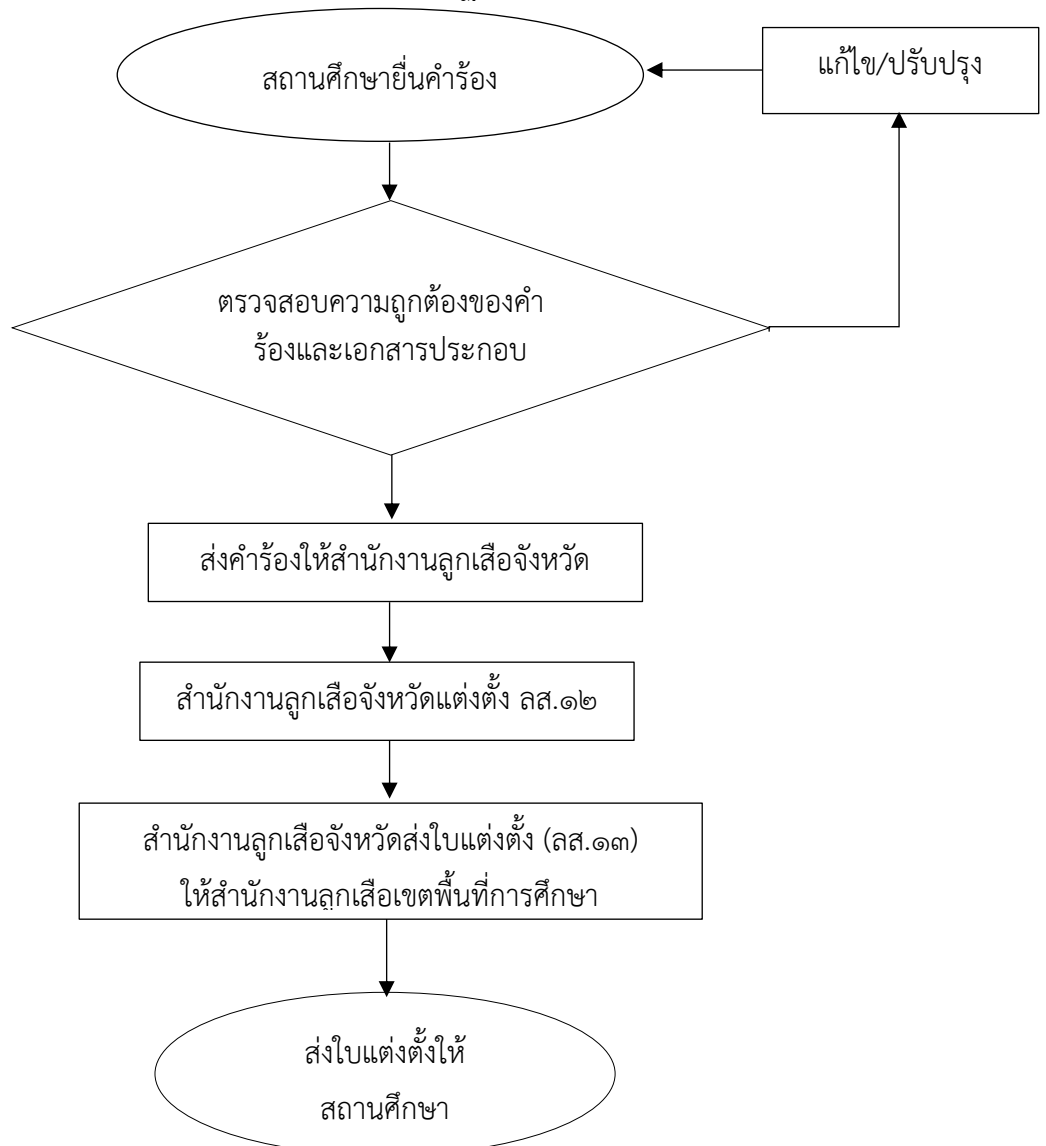 สถานศึกษายื่นคำร้อง
แก้ไข/ปรับปรุง
ตรวจสอบความถูกต้องของคำ
ร้องและเอกสารประกอบ
ส่งคำร้องให้สำนักงานลูกเสือจังหวัด
สำนักงานลูกเสือจังหวัดแต่งตั้ง ลส.๑๒
สำนักงานลูกเสือจังหวัดส่งใบแต่งตั้ง (ลส.๑๓)
ให้สำนักงานลูกเสือเขตพื้นที่การศึกษา
ส่งใบแต่งตั้งให้
สถานศึกษา